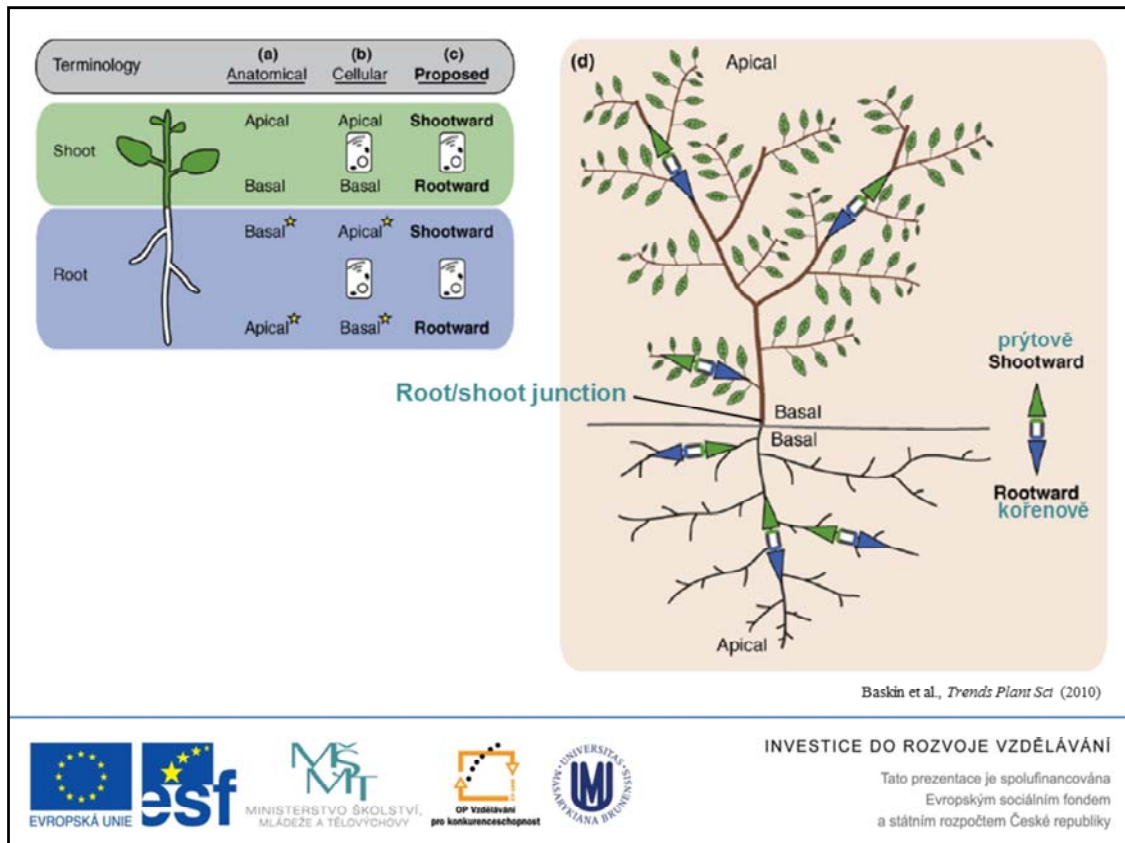 Terminology
(a) Anatomical
(b) Cellular
(c) Proposed
Shoot
Apical Apical Shootward
Basal Basal Rootward
Root
Basal Apical Shootward
Apical Basal Rootward
(d)
Apical
prýtově
Shootward
Root/shoot junction
Basal
Basal
Rootward
kořenově
Apical
Baskin et al., Trends Plant Sci (2010)
EVROPSKÁ UNIE
esf
MŠMT
MINISTERSTVO ŠKOLSTVÍ,
MLÁDEŽE A TĚLOVÝCHOVY
OP Vzdělávání
pro konkurenceschopnost
UNIVERSITAS MASARYKIANA BRUNENSIS
INVESTICE DO ROZVOJE VZDĚLÁVÁNÍ
Tato prezentace je spolufinancována
Evropským sociálním fondem
a státním rozpočtem České republiky